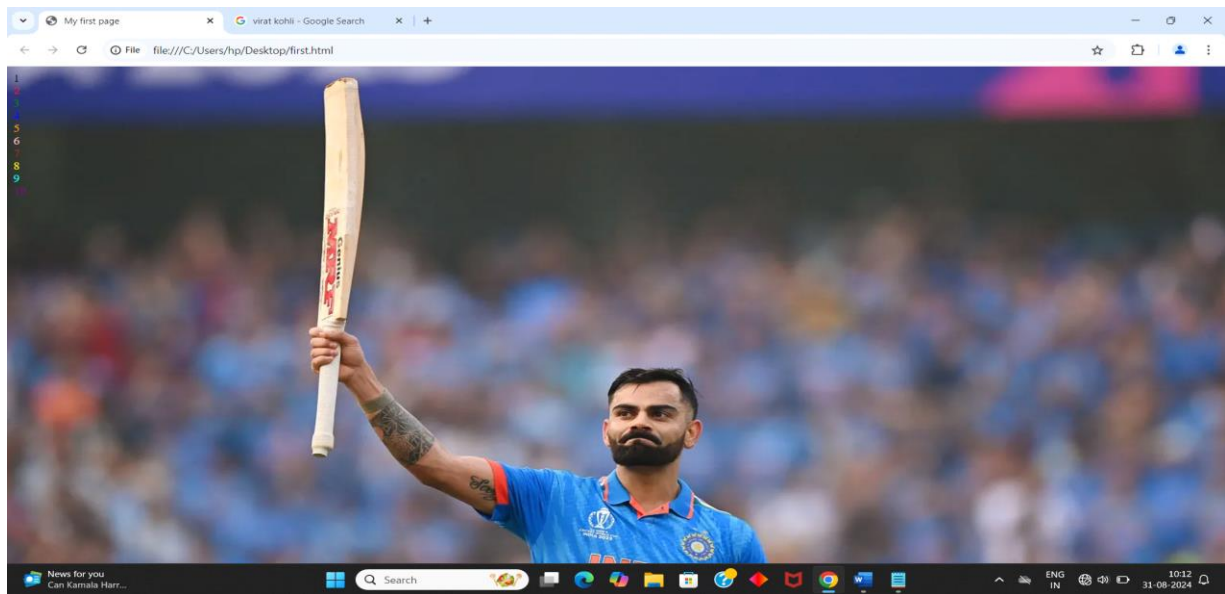 My first page
virat kohli - Google Search
File
file:///C:/Users/hp/Desktop/first.html
1
2
3
4
5
6
7
8
9
10
Genius
MRF
News for you
Can Kamala Harr...
Search
ENG
IN
10:12
31-08-2024